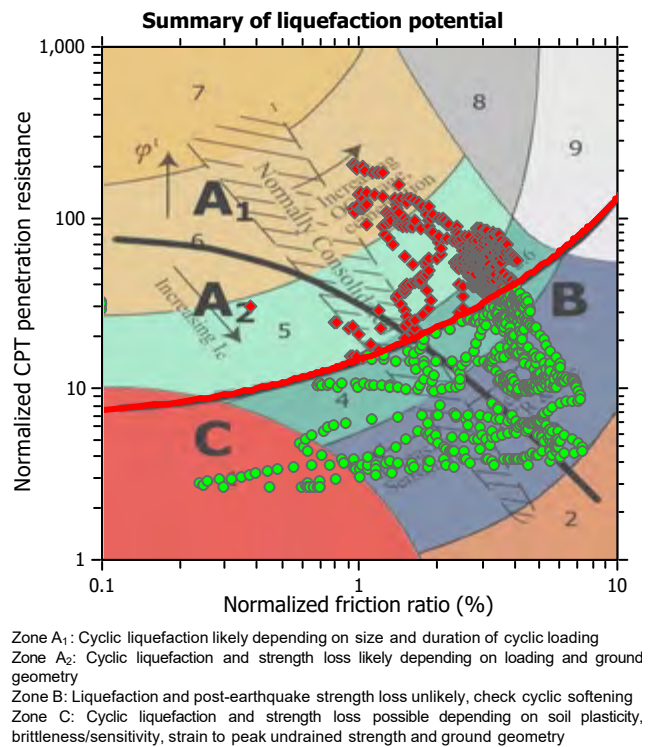 Summary of liquefaction potential
1,000
7
8
9
φ'
Increasing
A1
Normally Consolidated
100
6
A2
Increasing Ic
B
5
10
4
C
2
1
0.1
1
10
Normalized CPT penetration resistance
Normalized friction ratio (%)
Zone A1: Cyclic liquefaction likely depending on size and duration of cyclic loading
Zone A2: Cyclic liquefaction and strength loss likely depending on loading and ground
geometry
Zone B: Liquefaction and post-earthquake strength loss unlikely, check cyclic softening
Zone C: Cyclic liquefaction and strength loss possible depending on soil plasticity,
brittleness/sensitivity, strain to peak undrained strength and ground geometry